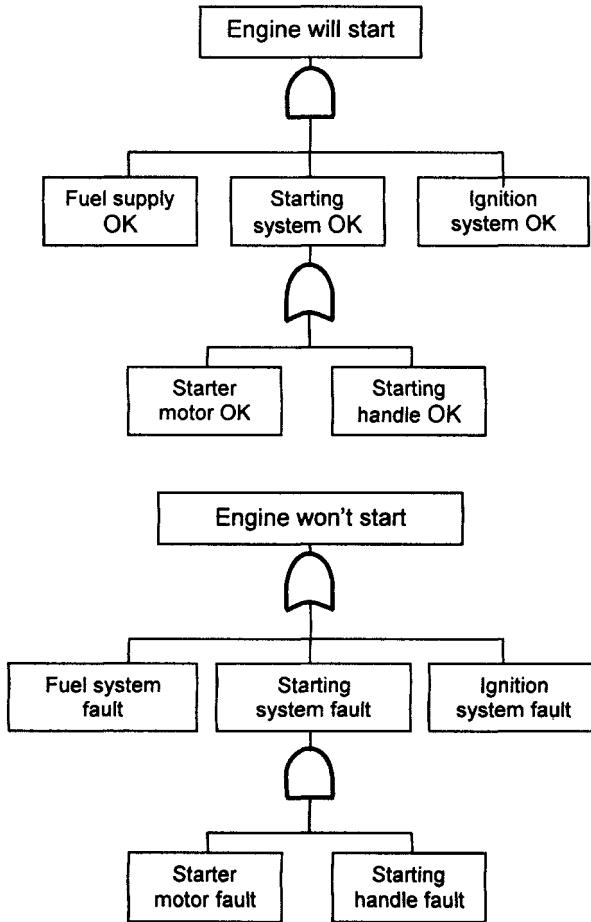 Engine will start
Fuel supply
OK
Starting
system OK
Ignition
system OK
Starter
motor OK
Starting
handle OK
Engine won't start
Fuel system
fault
Starting
system fault
Ignition
system fault
Starter
motor fault
Starting
handle fault